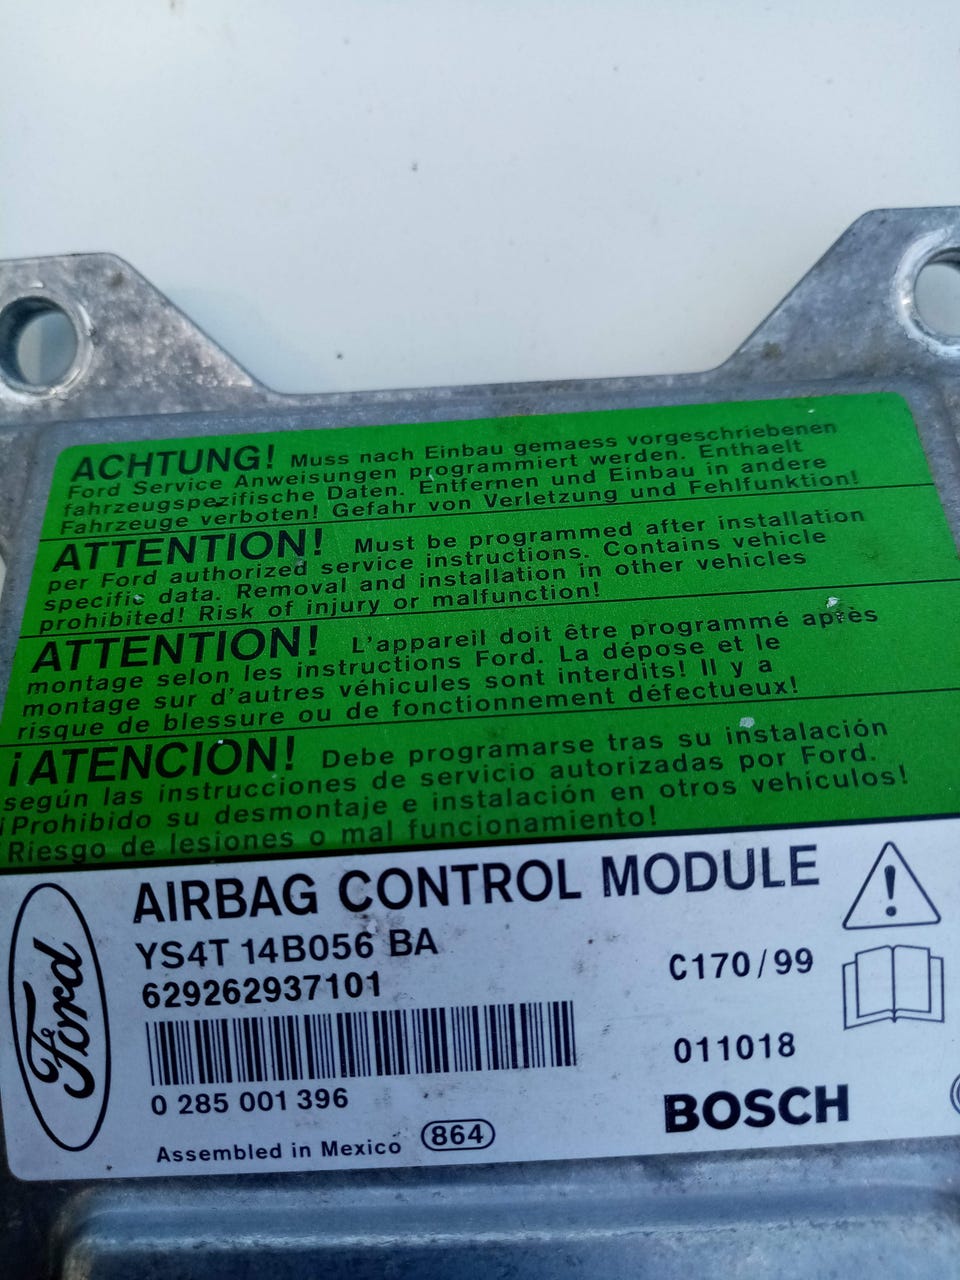 ACHTUNG! Muss nach Einbau gemaess vorgeschriebenen
Ford Service Anweisungen programmiert werden. Enthaelt
fahrzeugspezifische Daten. Entfernen und Einbau in andere
Fahrzeuge verboten! Gefahr von Verletzung und Fehlfunktion!
ATTENTION! Must be programmed after installation
per Ford authorized service instructions. Contains vehicle
specific data. Removal and installation in other vehicles
prohibited! Risk of injury or malfunction!
ATTENTION! L'appareil doit être programmé après
montage selon les instructions Ford. La dépose et le
montage sur d'autres véhicules sont interdits! Il y a
risque de blessure ou de fonctionnement défectueux!
¡ATENCION! Debe programarse tras su instalación
según las instrucciones de servicio autorizadas por Ford.
¡Prohibido su desmontaje e instalación en otros vehículos!
Riesgo de lesiones o mal funcionamiento!
Ford
AIRBAG CONTROL MODULE
YS4T 14B056 BA
629262937101
C170/99
011018
0 285 001 396
BOSCH
Assembled in Mexico 864